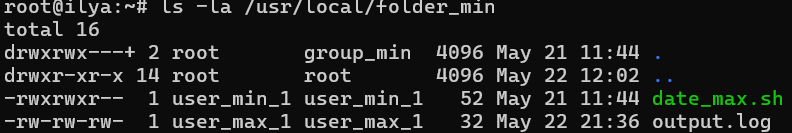 root@ilya:~# ls -la /usr/local/folder_min
total 16
drwxrwx---+ 2 root group_min 4096 May 21 11:44 .
drwxr-xr-x 14 root root 4096 May 22 12:02 ..
-rwxrwxr-- 1 user_min_1 user_min_1 52 May 21 11:44 date_max.sh
-rw-rw-rw- 1 user_max_1 user_max_1 32 May 22 21:36 output.log